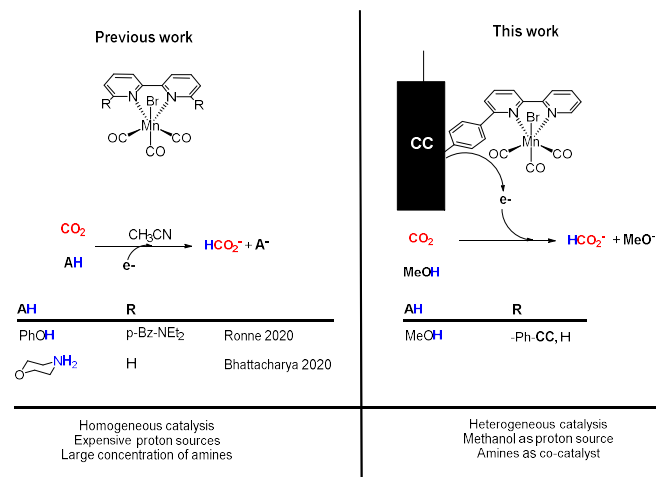 Previous work
R
N
Br
N
R
Mn
CO
CO
CO
CO2
CH3CN
HCO2- + A-
AH
e-
AH
R
PhOH
p-Bz-NEt2
Ronne 2020
O
NH2
H
Bhattacharya 2020
Homogeneous catalysis
Expensive proton sources
Large concentration of amines
This work
CC
N
Br
N
Mn
OC
CO
CO
e-
CO2
HCO2- + MeO-
MeOH
AH
R
MeOH
-Ph-CC, H
Heterogeneous catalysis
Methanol as proton source
Amines as co-catalyst